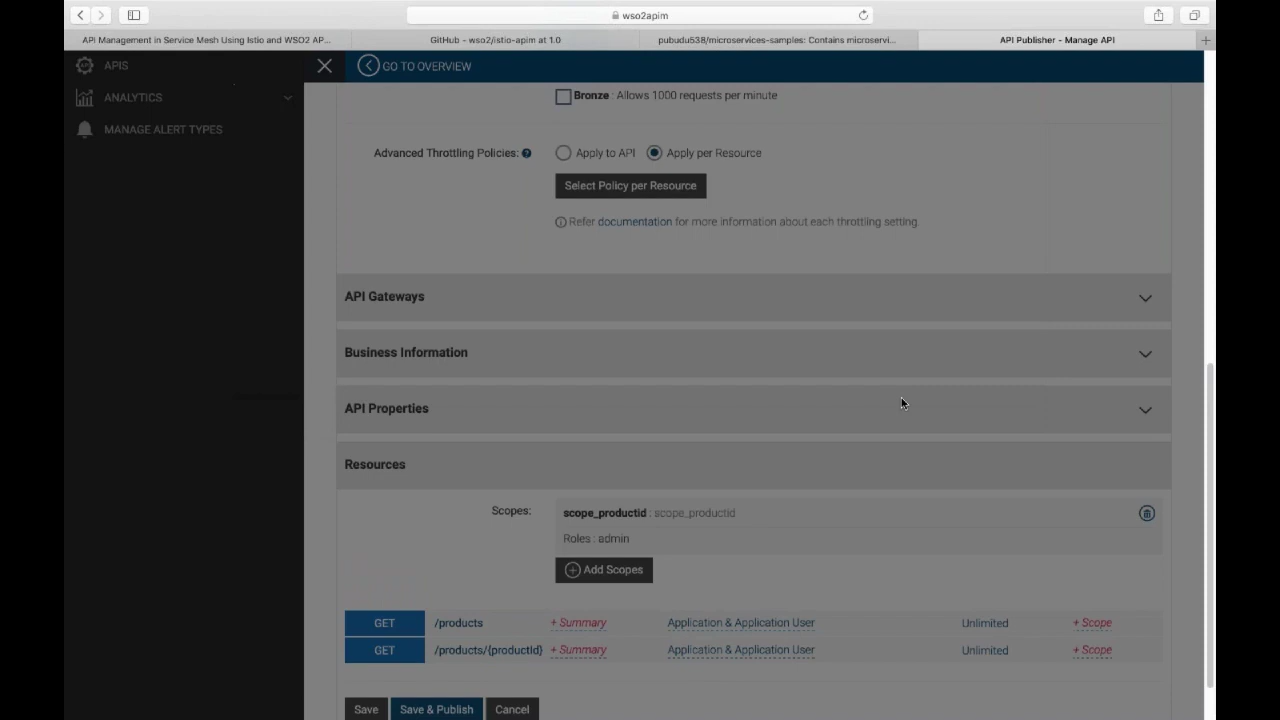 wso2apim
API Management in Service Mesh Using Istio and WSO2 AP...
GitHub - wso2/istio-apim at 1.0
pubudu538/microservices-samples: Contains microservi...
API Publisher - Manage API
APIS
GO TO OVERVIEW
ANALYTICS
MANAGE ALERT TYPES
Bronze : Allows 1000 requests per minute
Advanced Throttling Policies: ? Apply to API Apply per Resource
Select Policy per Resource
Refer documentation for more information about each throttling setting.
API Gateways
Business Information
API Properties
Resources
Scopes: scope_productid : scope_productid
Roles : admin
Add Scopes
GET /products + Summary Application & Application User Unlimited + Scope
GET /products/{productId} + Summary Application & Application User Unlimited + Scope
Save Save & Publish Cancel